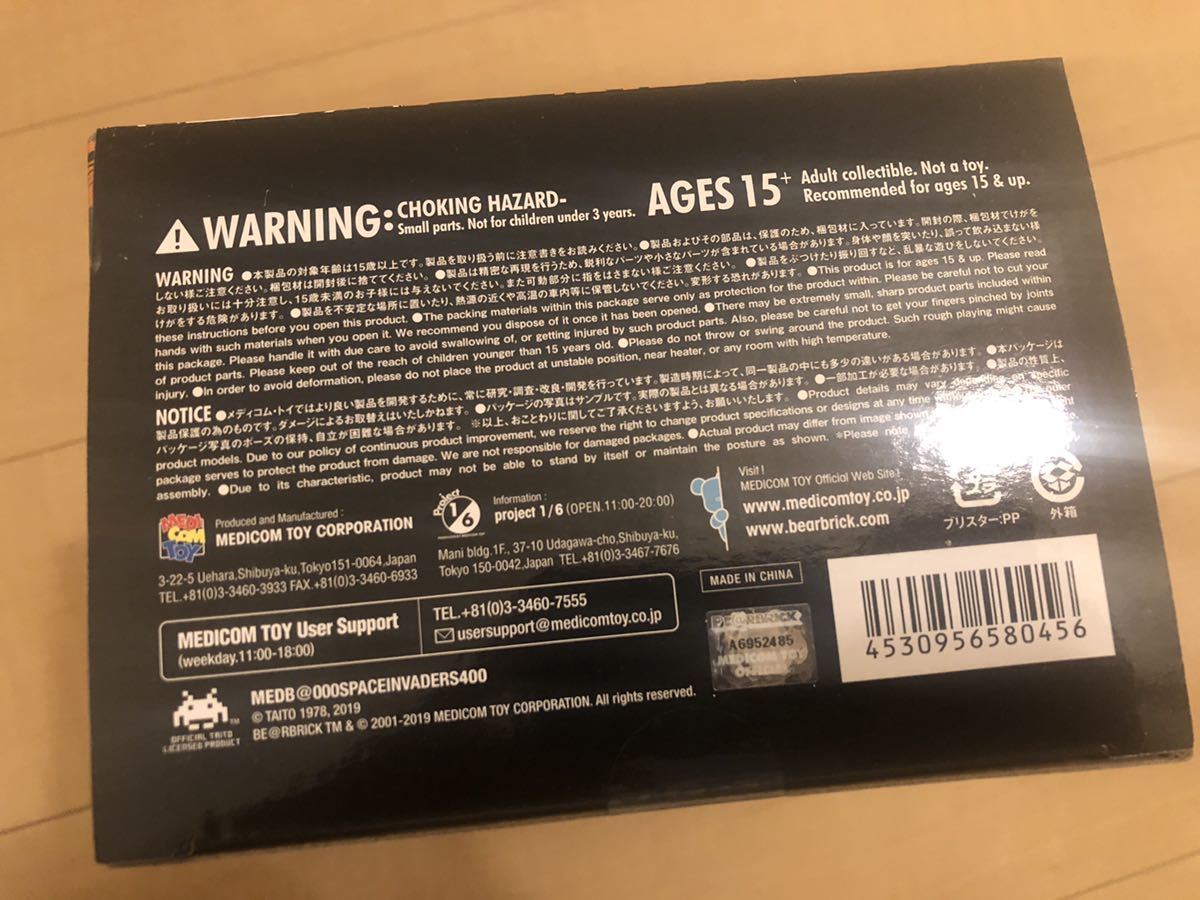 WARNING: CHOKING HAZARD-
Small parts. Not for children under 3 years.
AGES 15+
Adult collectible. Not a toy.
Recommended for ages 15 & up.
WARNING ●本製品の対象年齢は15歳以上です。製品を取り扱う前に注意書きをお読みください。●製品およびその部品は、保護のため、梱包材に入っています。開封の際、梱包材でけがを
しない様ご注意ください。梱包材は開封後に捨ててください。●製品は精密な再現を行うため、鋭利なパーツや小さなパーツが含まれている場合があります。身体や顔を突いたり、誤って飲み込まない様
お取り扱いには十分注意し、15歳未満のお子様には与えないでください。また可動部分に指をはさまない様ご注意ください。●製品をぶつけたり振り回すなど、乱暴な遊びをしないでください。
けがをする危険があります。●製品を不安定な場所に置いたり、熱源の近くや高温の車内等に保管しないでください。変形する恐れがあります。●This product is for ages 15 & up. Please read
these instructions before you open this product. ●The packing materials within this package serve only as protection for the product within. Please be careful not to cut your
hands with such materials when you open it. We recommend you dispose of it once it has been opened. ●There may be extremely small, sharp product parts included within
this package. Please handle it with due care to avoid swallowing of, or getting injured by such product parts. Also, please be careful not to get your fingers pinched by joints
of product parts. Please keep out of the reach of children younger than 15 years old. ●Please do not throw or swing around the product. Such rough playing might cause
injury. ●In order to avoid deformation, please do not place the product at unstable position, near heater, or any room with high temperature.
NOTICE ●メディコム・トイではより良い製品を開発するために、常に研究・調査・改良・開発を行っています。製造時期によって、同一製品の中にも多少の違いがある場合があります。●本パッケージは
製品保護の為のものです。ダメージによるお取替えはいたしかねます。●パッケージの写真はサンプルです。実際の製品とは異なる場合があります。●一部加工が必要な場合があります。●製品の性質上、
パッケージ写真のポーズの保持、自立が困難な場合があります。※以上、おことわりに関してご了承くださいますよう、お願いいたします。●Product details may vary depending on specific
product models. Due to our policy of continuous product improvement, we reserve the right to change product specifications or designs at any time
package serves to protect the product from damage. We are not responsible for damaged packages. ●Actual product may differ from image shown
assembly. ●Due to its characteristic, product may not be able to stand by itself or maintain the posture as shown. ※Please note
MEDI
COM
TOY
Produced and Manufactured :
MEDICOM TOY CORPORATION
3-22-5 Uehara,Shibuya-ku,Tokyo151-0064,Japan
TEL.+81(0)3-3460-3933 FAX.+81(0)3-3460-6933
Project
1/6
Information :
project 1/6 (OPEN.11:00-20:00)
Mani bldg.1F., 37-10 Udagawa-cho,Shibuya-ku,
Tokyo 150-0042,Japan TEL.+81(0)3-3467-7676
Visit !
MEDICOM TOY Official Web Site!
www.medicomtoy.co.jp
www.bearbrick.com
ブリスター:PP
外箱
MEDICOM TOY User Support
(weekday.11:00-18:00)
TEL.+81(0)3-3460-7555
usersupport@medicomtoy.co.jp
MADE IN CHINA
BE@RBRICK
A6952485
MEDICOM TOY
OFFICIAL
4530956580456
OFFICIAL TAITO
LICENSED PRODUCT
TM
MEDB@000SPACEINVADERS400
© TAITO 1978, 2019
BE@RBRICK TM & © 2001-2019 MEDICOM TOY CORPORATION. All rights reserved.